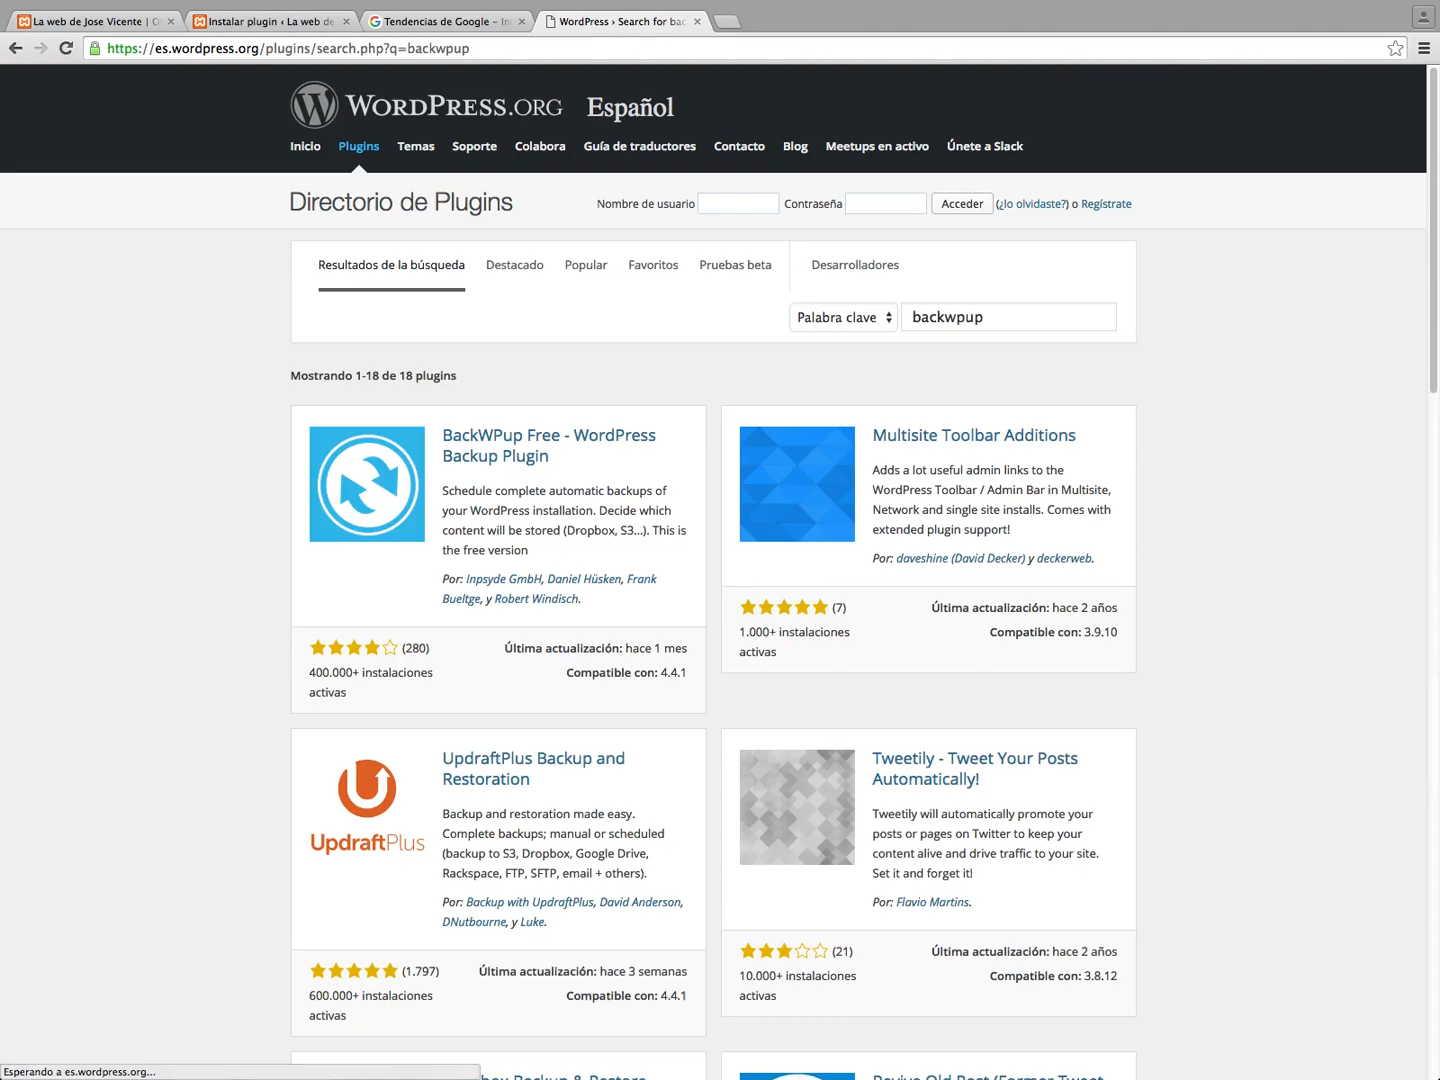 La web de Jose Vicente | O
Instalar plugin ‹ La web de
Tendencias de Google – In
WordPress › Search for bac
https://es.wordpress.org/plugins/search.php?q=backwpup
WORDPRESS.ORG Español
Inicio Plugins Temas Soporte Colabora Guía de traductores Contacto Blog Meetups en activo Únete a Slack
Directorio de Plugins
Nombre de usuario Contraseña Acceder (¿lo olvidaste?) o Regístrate
Resultados de la búsqueda Destacado Popular Favoritos Pruebas beta Desarrolladores
Palabra clave backwpup
Mostrando 1-18 de 18 plugins
BackWPup Free - WordPress
Backup Plugin
Schedule complete automatic backups of
your WordPress installation. Decide which
content will be stored (Dropbox, S3...). This is
the free version
Por: Inpsyde GmbH, Daniel Hüsken, Frank
Bueltge, y Robert Windisch.
(280)
Última actualización: hace 1 mes
400.000+ instalaciones
activas
Compatible con: 4.4.1
Multisite Toolbar Additions
Adds a lot useful admin links to the
WordPress Toolbar / Admin Bar in Multisite,
Network and single site installs. Comes with
extended plugin support!
Por: daveshine (David Decker) y deckerweb.
(7)
Última actualización: hace 2 años
1.000+ instalaciones
activas
Compatible con: 3.9.10
UpdraftPlus
UpdraftPlus Backup and
Restoration
Backup and restoration made easy.
Complete backups; manual or scheduled
(backup to S3, Dropbox, Google Drive,
Rackspace, FTP, SFTP, email + others).
Por: Backup with UpdraftPlus, David Anderson,
DNutbourne, y Luke.
(1.797)
Última actualización: hace 3 semanas
600.000+ instalaciones
activas
Compatible con: 4.4.1
Tweetily - Tweet Your Posts
Automatically!
Tweetily will automatically promote your
posts or pages on Twitter to keep your
content alive and drive traffic to your site.
Set it and forget it!
Por: Flavio Martins.
(21)
Última actualización: hace 2 años
10.000+ instalaciones
activas
Compatible con: 3.8.12
box Backup & Restore
Revive Old Post (Former Tweet
Esperando a es.wordpress.org...